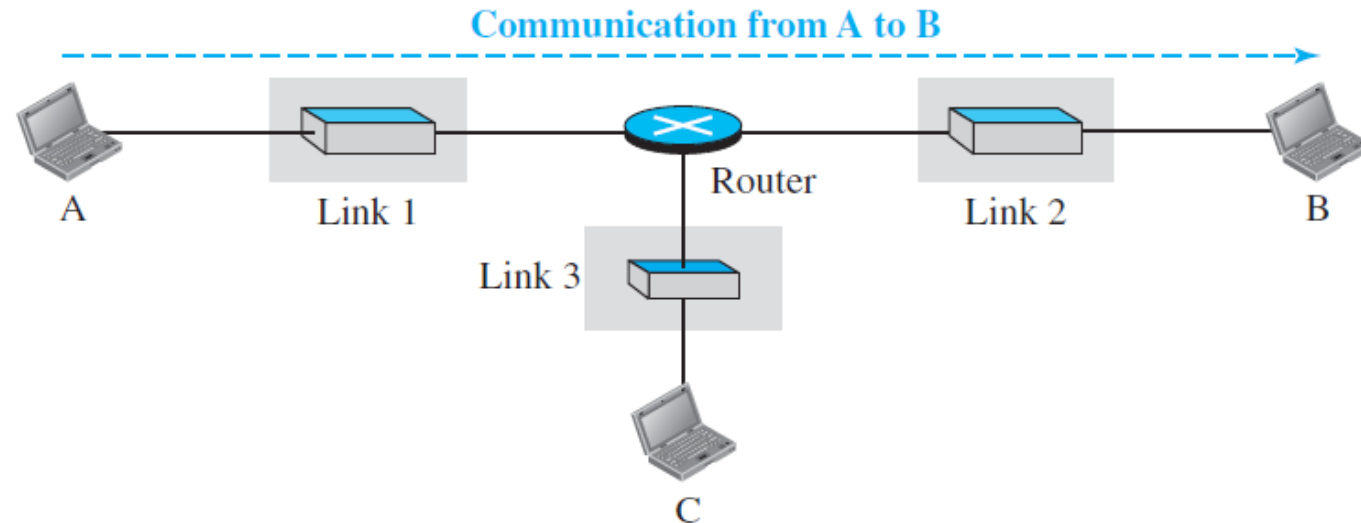 Communication from A to B
A
Link 1
Router
Link 2
B
Link 3
C